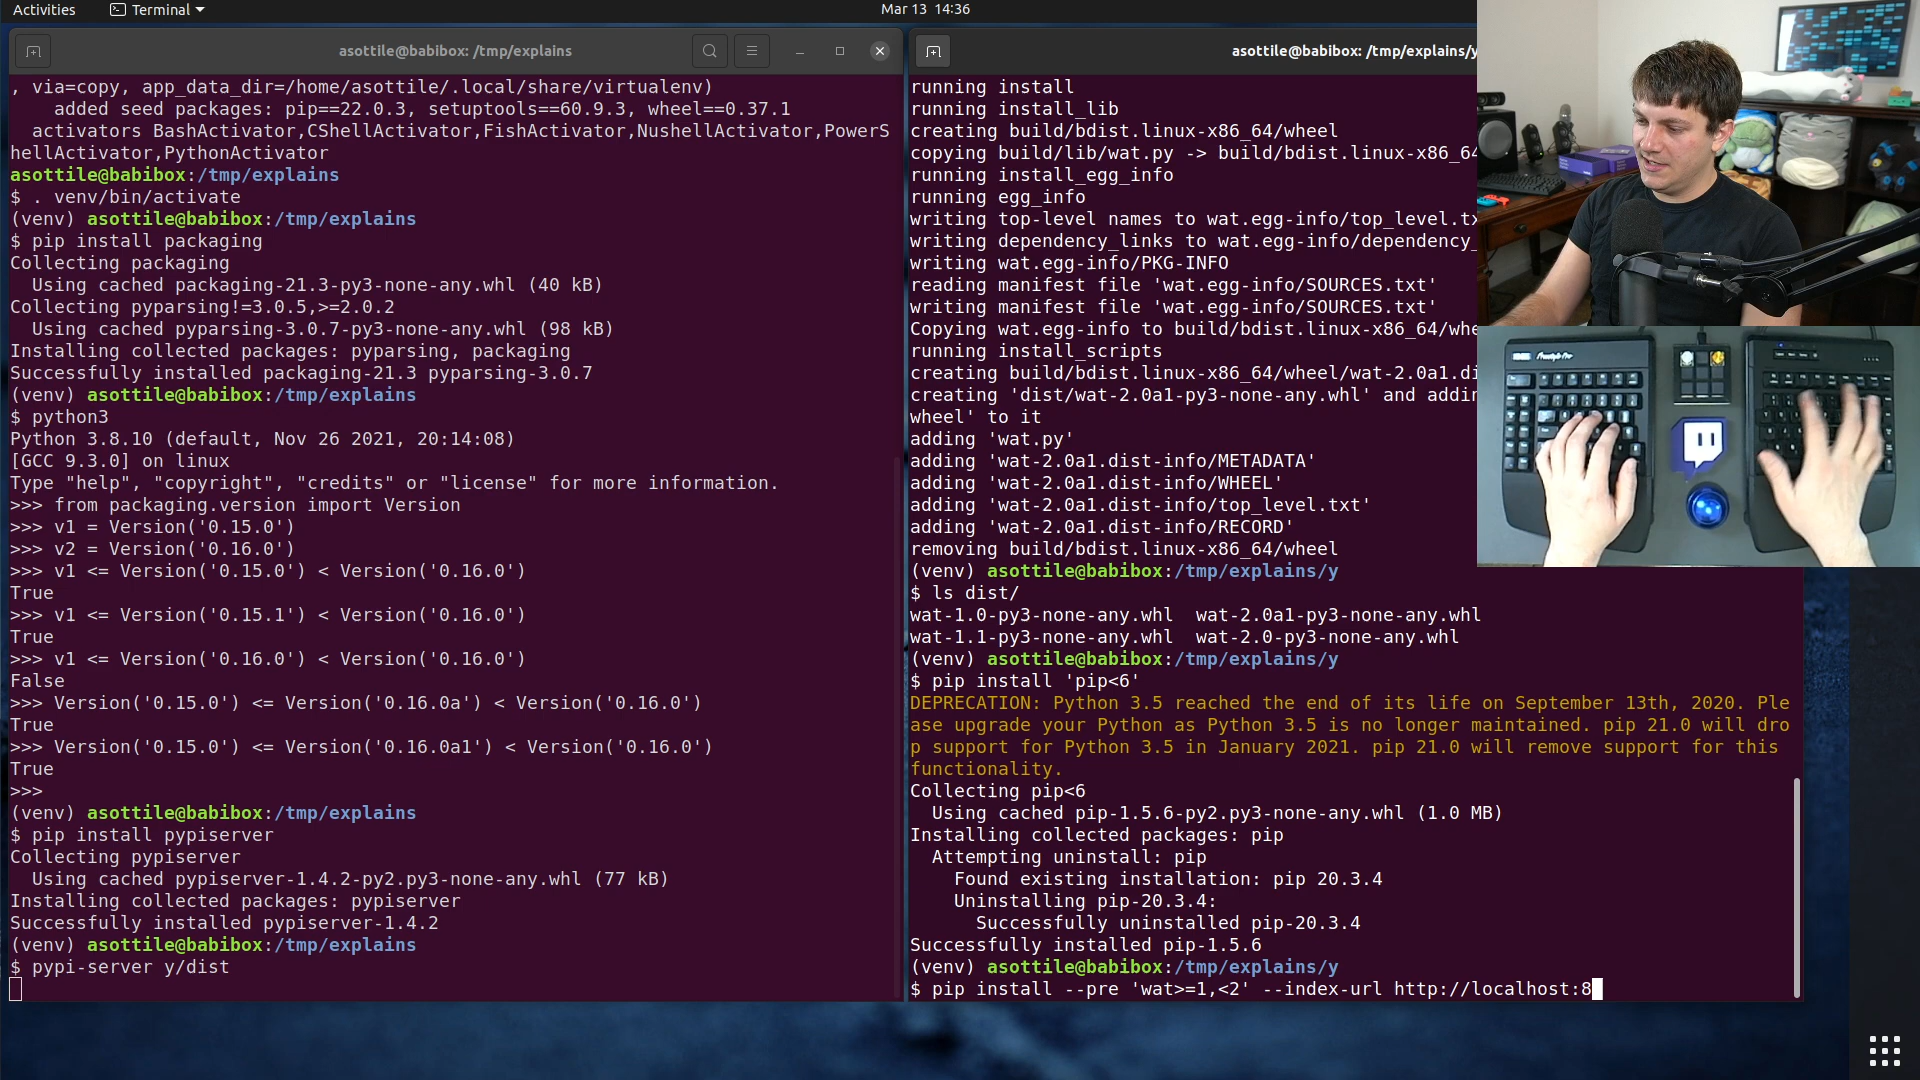 Activities
Terminal
Mar 13 14:36
asottile@babibox: /tmp/explains
, via=copy, app_data_dir=/home/asottile/.local/share/virtualenv)
    added seed packages: pip==22.0.3, setuptools==60.9.3, wheel==0.37.1
  activators BashActivator,CShellActivator,FishActivator,NushellActivator,PowerS
hellActivator,PythonActivator
asottile@babibox:/tmp/explains
$ . venv/bin/activate
(venv) asottile@babibox:/tmp/explains
$ pip install packaging
Collecting packaging
  Using cached packaging-21.3-py3-none-any.whl (40 kB)
Collecting pyparsing!=3.0.5,>=2.0.2
  Using cached pyparsing-3.0.7-py3-none-any.whl (98 kB)
Installing collected packages: pyparsing, packaging
Successfully installed packaging-21.3 pyparsing-3.0.7
(venv) asottile@babibox:/tmp/explains
$ python3
Python 3.8.10 (default, Nov 26 2021, 20:14:08)
[GCC 9.3.0] on linux
Type "help", "copyright", "credits" or "license" for more information.
>>> from packaging.version import Version
>>> v1 = Version('0.15.0')
>>> v2 = Version('0.16.0')
>>> v1 <= Version('0.15.0') < Version('0.16.0')
True
>>> v1 <= Version('0.15.1') < Version('0.16.0')
True
>>> v1 <= Version('0.16.0') < Version('0.16.0')
False
>>> Version('0.15.0') <= Version('0.16.0a') < Version('0.16.0')
True
>>> Version('0.15.0') <= Version('0.16.0a1') < Version('0.16.0')
True
>>>
(venv) asottile@babibox:/tmp/explains
$ pip install pypiserver
Collecting pypiserver
  Using cached pypiserver-1.4.2-py2.py3-none-any.whl (77 kB)
Installing collected packages: pypiserver
Successfully installed pypiserver-1.4.2
(venv) asottile@babibox:/tmp/explains
$ pypi-server y/dist
asottile@babibox: /tmp/explains/y
running install
running install_lib
creating build/bdist.linux-x86_64/wheel
copying build/lib/wat.py -> build/bdist.linux-x86_64
running install_egg_info
running egg_info
writing top-level names to wat.egg-info/top_level.tx
writing dependency_links to wat.egg-info/dependency_
writing wat.egg-info/PKG-INFO
reading manifest file 'wat.egg-info/SOURCES.txt'
writing manifest file 'wat.egg-info/SOURCES.txt'
Copying wat.egg-info to build/bdist.linux-x86_64/whe
running install_scripts
creating build/bdist.linux-x86_64/wheel/wat-2.0a1.di
creating 'dist/wat-2.0a1-py3-none-any.whl' and addin
wheel' to it
adding 'wat.py'
adding 'wat-2.0a1.dist-info/METADATA'
adding 'wat-2.0a1.dist-info/WHEEL'
adding 'wat-2.0a1.dist-info/top_level.txt'
adding 'wat-2.0a1.dist-info/RECORD'
removing build/bdist.linux-x86_64/wheel
(venv) asottile@babibox:/tmp/explains/y
$ ls dist/
wat-1.0-py3-none-any.whl  wat-2.0a1-py3-none-any.whl
wat-1.1-py3-none-any.whl  wat-2.0-py3-none-any.whl
(venv) asottile@babibox:/tmp/explains/y
$ pip install 'pip<6'
DEPRECATION: Python 3.5 reached the end of its life on September 13th, 2020. Ple
ase upgrade your Python as Python 3.5 is no longer maintained. pip 21.0 will dro
p support for Python 3.5 in January 2021. pip 21.0 will remove support for this
functionality.
Collecting pip<6
  Using cached pip-1.5.6-py2.py3-none-any.whl (1.0 MB)
Installing collected packages: pip
  Attempting uninstall: pip
    Found existing installation: pip 20.3.4
    Uninstalling pip-20.3.4:
      Successfully uninstalled pip-20.3.4
Successfully installed pip-1.5.6
(venv) asottile@babibox:/tmp/explains/y
$ pip install --pre 'wat>=1,<2' --index-url http://localhost:8